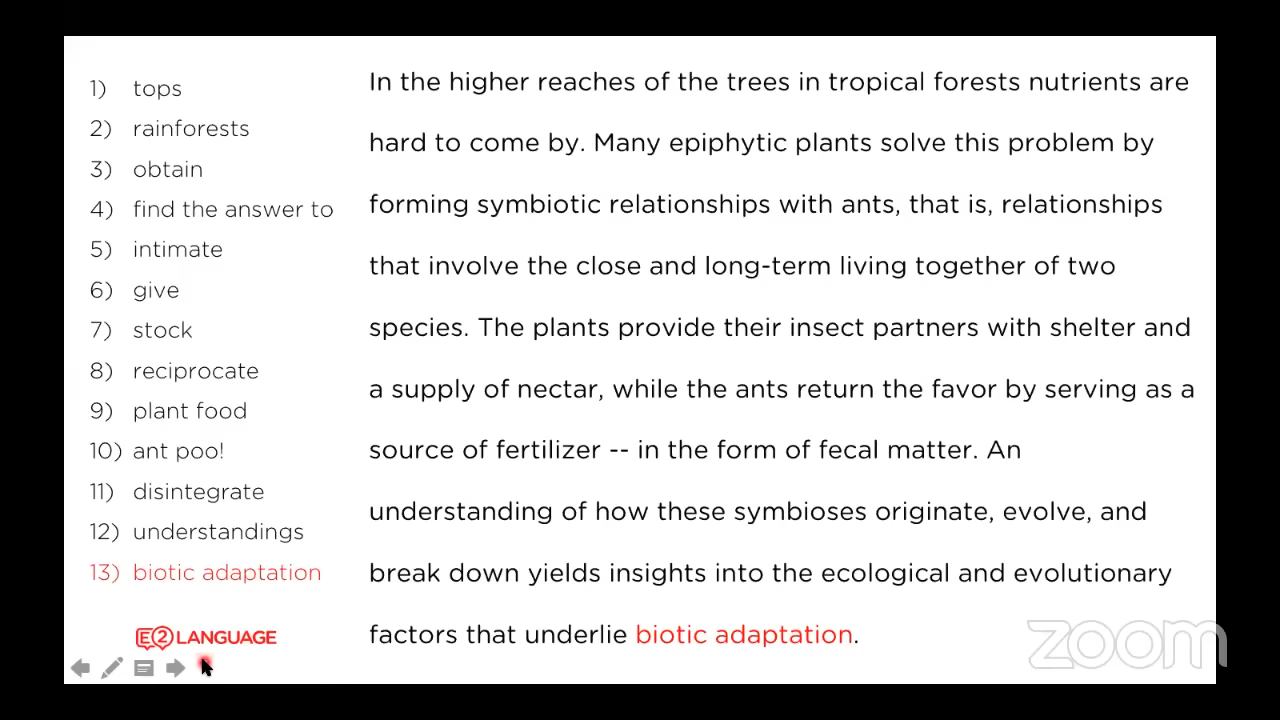 1) tops
2) rainforests
3) obtain
4) find the answer to
5) intimate
6) give
7) stock
8) reciprocate
9) plant food
10) ant poo!
11) disintegrate
12) understandings
13) biotic adaptation
E2 LANGUAGE
In the higher reaches of the trees in tropical forests nutrients are
hard to come by. Many epiphytic plants solve this problem by
forming symbiotic relationships with ants, that is, relationships
that involve the close and long-term living together of two
species. The plants provide their insect partners with shelter and
a supply of nectar, while the ants return the favor by serving as a
source of fertilizer -- in the form of fecal matter. An
understanding of how these symbioses originate, evolve, and
break down yields insights into the ecological and evolutionary
factors that underlie biotic adaptation.
zoom